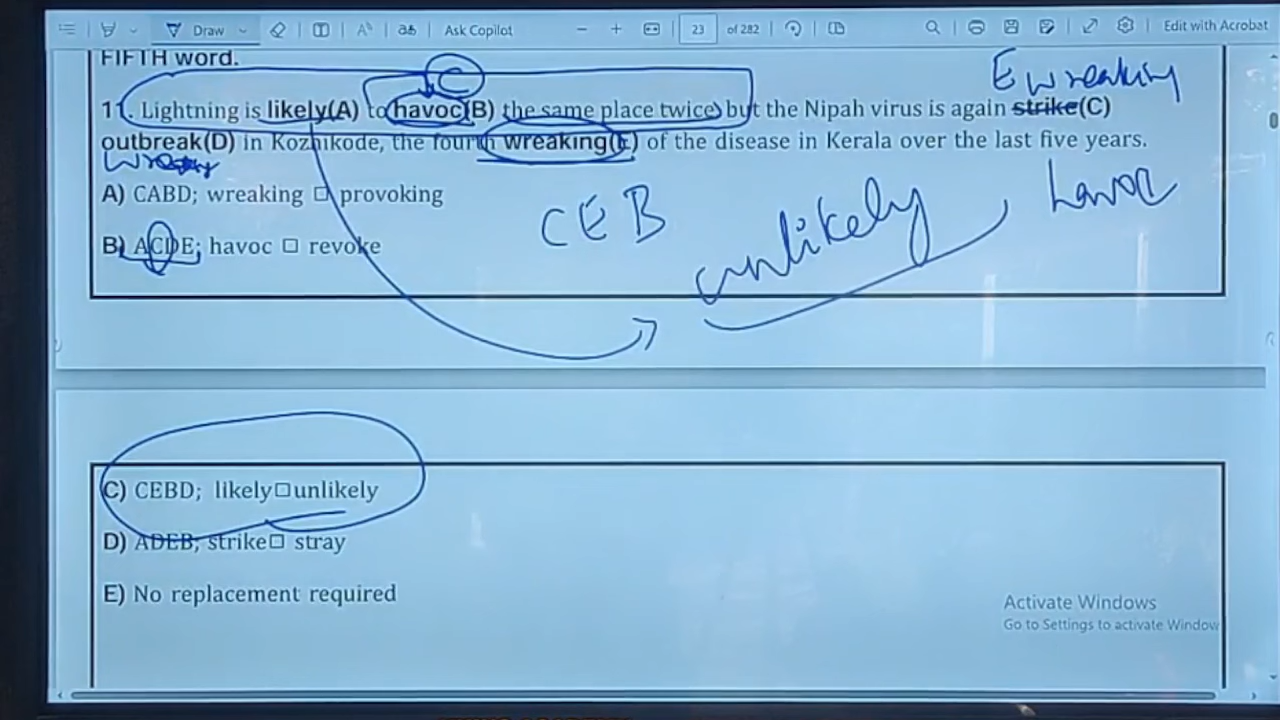 Draw
Ask Copilot
23 of 282
Edit with Acrobat
FIFTH word.
E wreaking
C
11. Lightning is likely(A) to havoc(B) the same place twice but the Nipah virus is again strike(C)
outbreak(D) in Kozhikode, the fourth wreaking(E) of the disease in Kerala over the last five years.
A) CABD; wreaking □ provoking
CEB
unlikely
havoc
B) ACDE; havoc □ revoke
C) CEBD; likely□unlikely
D) ADEB; strike□ stray
E) No replacement required
Activate Windows
Go to Settings to activate Window